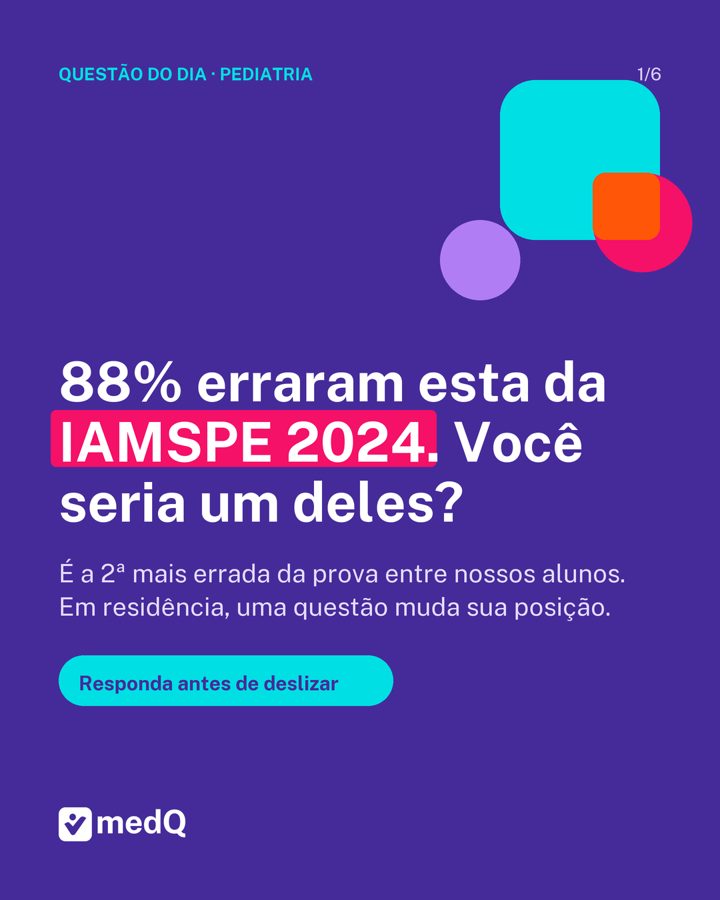 QUESTÃO DO DIA · PEDIATRIA
1/6
88% erraram esta da
IAMSPE 2024. Você
seria um deles?
É a 2ª mais errada da prova entre nossos alunos.
Em residência, uma questão muda sua posição.
Responda antes de deslizar
medQ